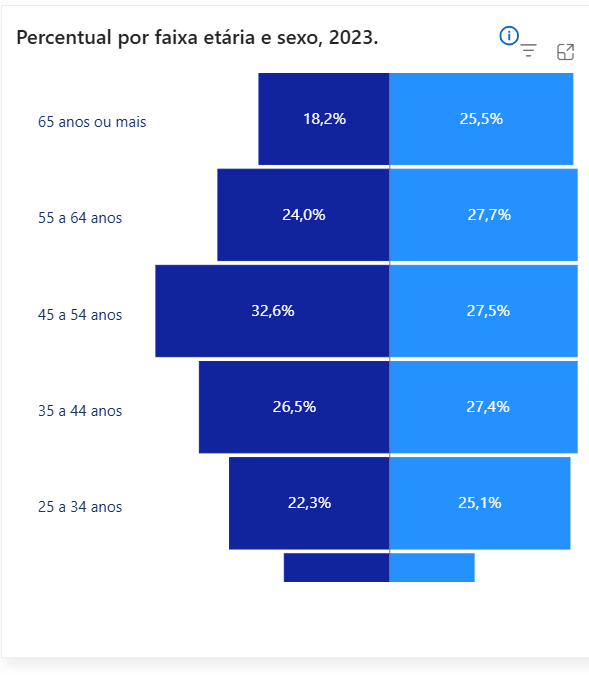 Percentual por faixa etária e sexo, 2023.
65 anos ou mais 18,2% 25,5%
55 a 64 anos 24,0% 27,7%
45 a 54 anos 32,6% 27,5%
35 a 44 anos 26,5% 27,4%
25 a 34 anos 22,3% 25,1%